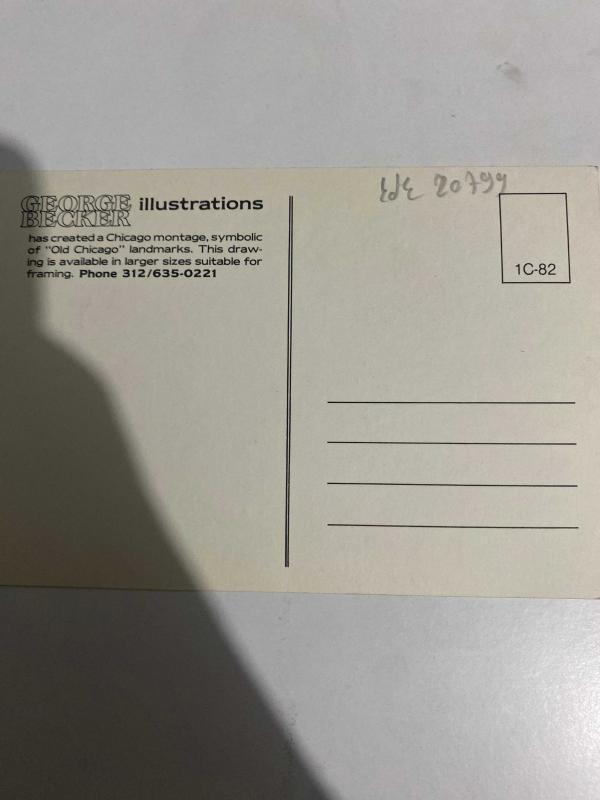 GEORGE BECKER illustrations
has created a Chicago montage, symbolic
of "Old Chicago" landmarks. This draw-
ing is available in larger sizes suitable for
framing. Phone 312/635-0221
20799
1C-82